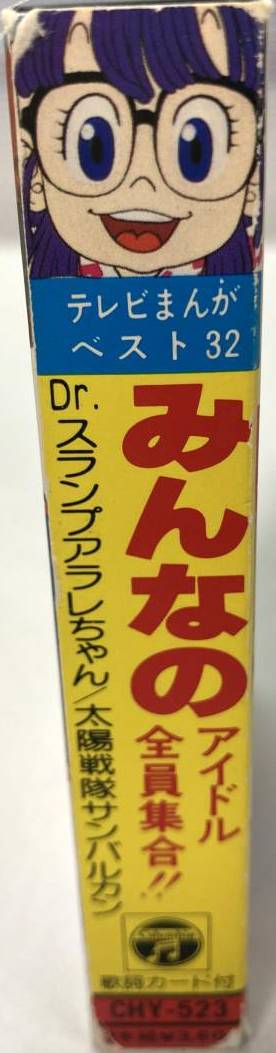 テレビまんが
ベスト32
みんなの
アイドル
全員集合!!
Dr.スランプアラレちゃん/太陽戦隊サンバルカン
歌詞カード付
CHY-523